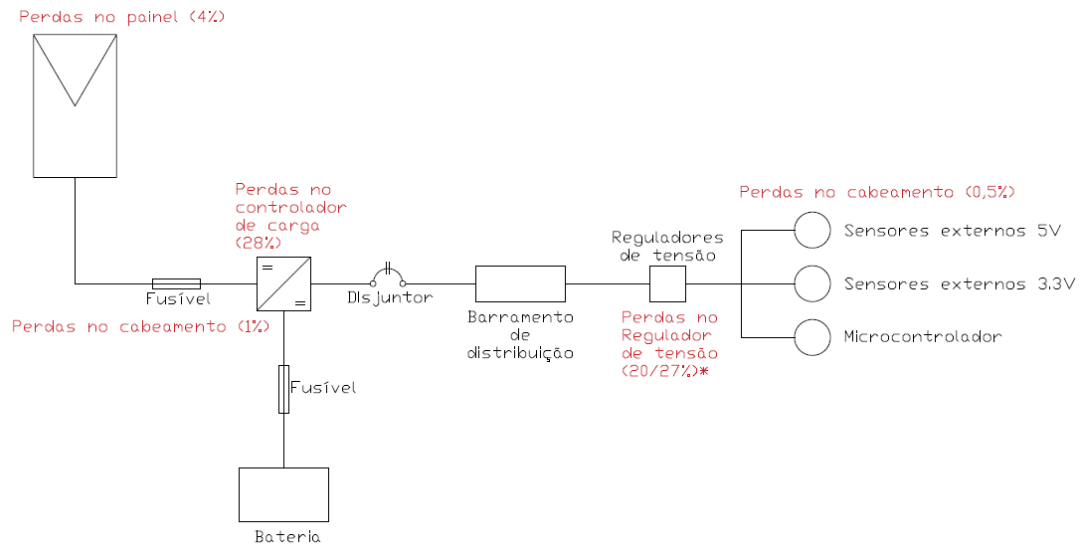 Perdas no painel (4%)
Perdas no
controlador
de carga
(28%)
Perdas no cabeamento (0,5%)
Sensores externos 5V
Reguladores
de tensão
Sensores externos 3.3V
Fusível
Disjuntor
Perdas no cabeamento (1%)
Barramento
de
distribuição
Perdas no
Regulador
de tensão
(20/27%)*
Microcontrolador
Fusível
Bateria